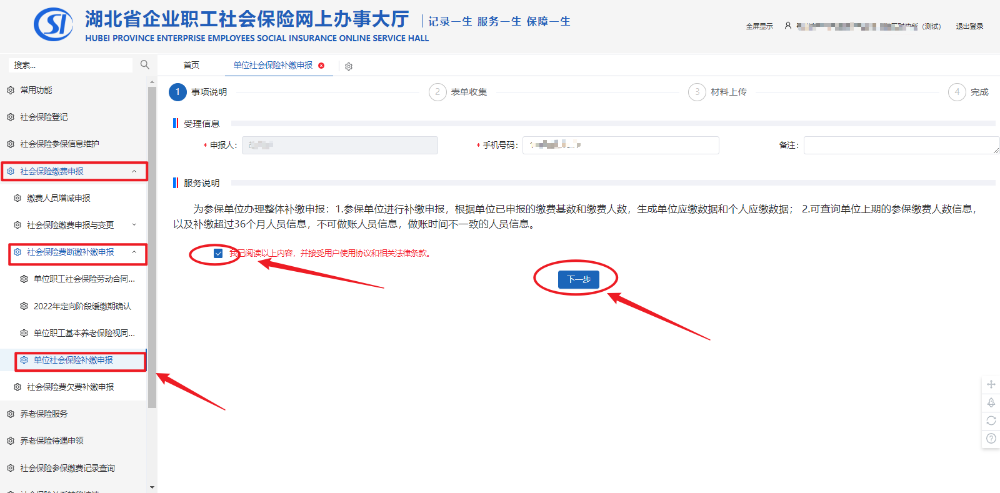 湖北省企业职工社会保险网上办事大厅
记录一生 服务一生 保障一生
HUBEI PROVINCE ENTERPRISE EMPLOYEES SOCIAL INSURANCE ONLINE SERVICE HALL
全屏显示
(测试)
退出登录
搜索...
首页
单位社会保险补缴申报
常用功能
社会保险登记
社会保险参保信息维护
社会保险缴费申报
缴费人员增减申报
社会保险缴费申报与变更
社会保险费断缴补缴申报
单位职工社会保险劳动合同...
2022年定向阶段缓缴期确认
单位职工基本养老保险视同...
单位社会保险补缴申报
社会保险费欠费补缴申报
养老保险服务
养老保险待遇申领
社会保险参保缴费记录查询
1 事项说明
2 表单收集
3 材料上传
4 完成
受理信息
* 申报人：
* 手机号码：
备注：
服务说明
为参保单位办理整体补缴申报：1.参保单位进行补缴申报，根据单位已申报的缴费基数和缴费人数，生成单位应缴数据和个人应缴数据； 2.可查询单位上期的参保缴费人数信息，
以及补缴超过36个月人员信息，不可做账人员信息，做账时间不一致的人员信息。
我已阅读以上内容，并接受用户使用协议和相关法律条款。
下一步